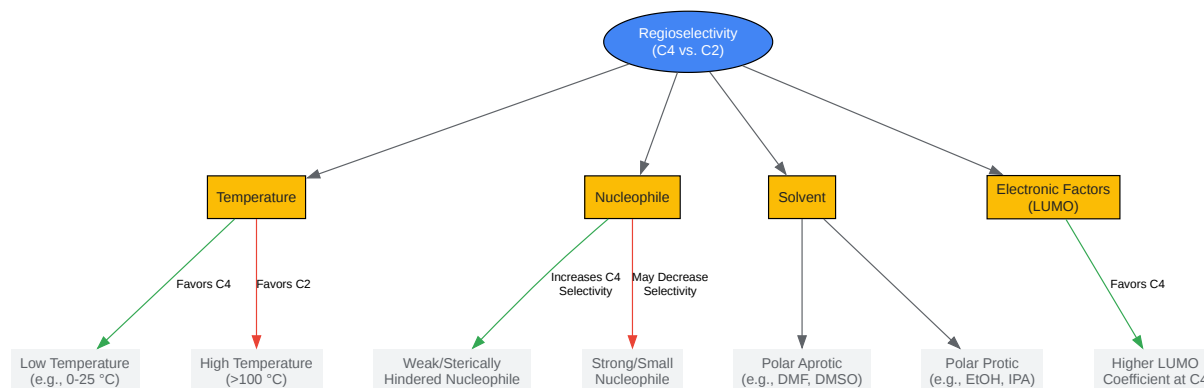 Regioselectivity
(C4 vs. C2)
Temperature
Nucleophile
Solvent
Electronic Factors
(LUMO)
Favors C4
Favors C2
Increases C4
Selectivity
May Decrease
Selectivity
Favors C4
Low Temperature
(e.g., 0-25 °C)
High Temperature
(>100 °C)
Weak/Sterically
Hindered Nucleophile
Strong/Small
Nucleophile
Polar Aprotic
(e.g., DMF, DMSO)
Polar Protic
(e.g., EtOH, IPA)
Higher LUMO
Coefficient at C4